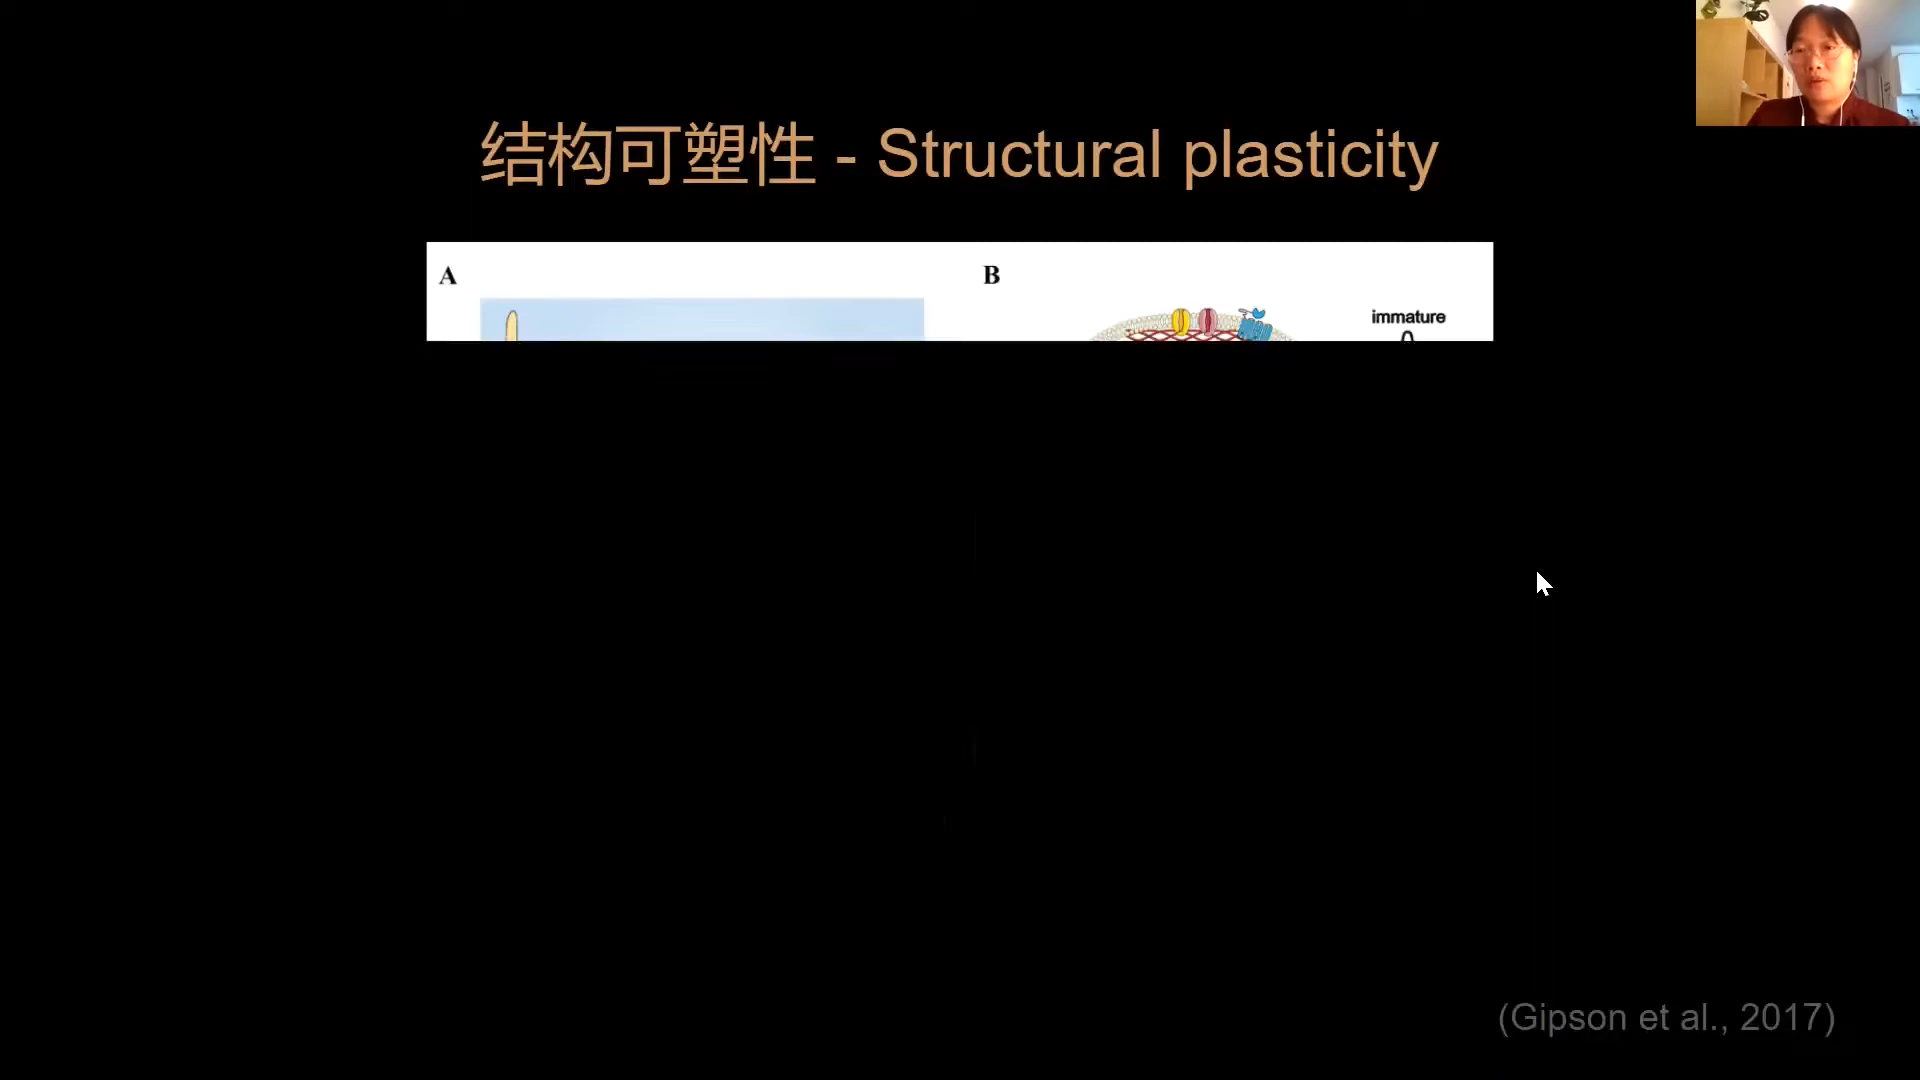 结构可塑性 - Structural plasticity
A
B
immature
(Gipson et al., 2017)